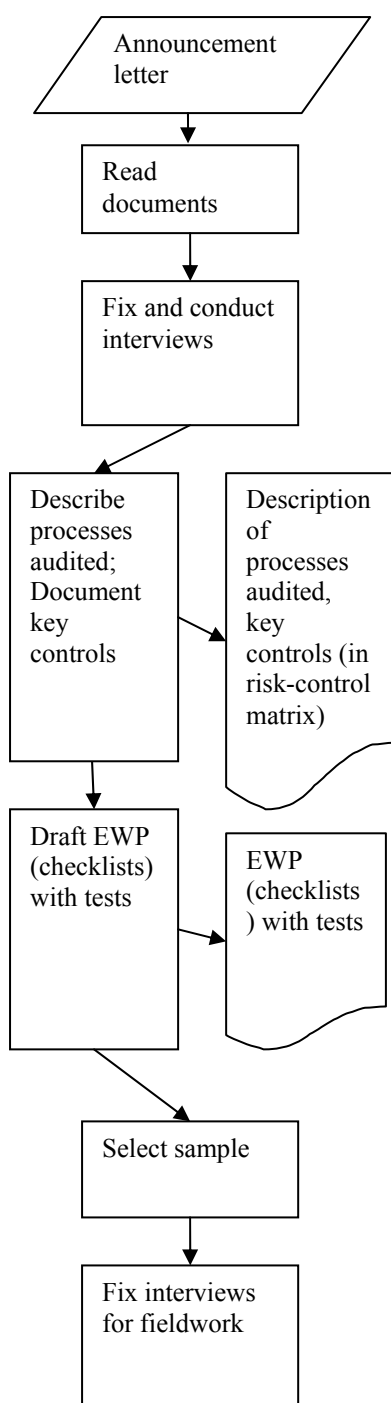 Announcement
letter
Read
documents
Fix and conduct
interviews
Describe
processes
audited;
Document
key
controls
Description
of
processes
audited,
key
controls (in
risk-control
matrix)
Draft EWP
(checklists)
with tests
EWP
(checklists
) with tests
Select sample
Fix interviews
for fieldwork